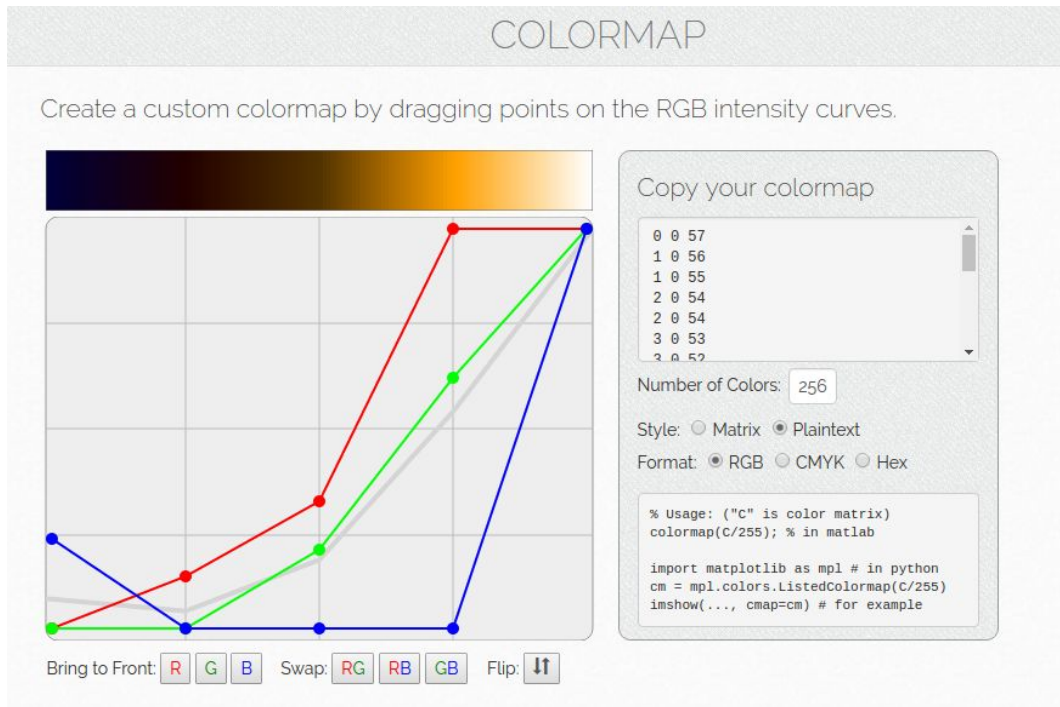 COLORMAP
Create a custom colormap by dragging points on the RGB intensity curves.
Copy your colormap
0 0 57
1 0 56
1 0 55
2 0 54
2 0 54
3 0 53
3 0 52
Number of Colors: 256
Style: Matrix Plaintext
Format: RGB CMYK Hex
% Usage: ("C" is color matrix)
colormap(C/255); % in matlab
import matplotlib as mpl # in python
cm = mpl.colors.ListedColormap(C/255)
imshow(..., cmap=cm) # for example
Bring to Front: R G B Swap: RG RB GB Flip: